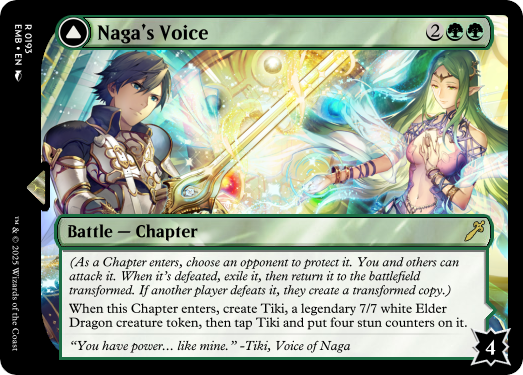 Naga's Voice
2
Battle — Chapter
(As a Chapter enters, choose an opponent to protect it. You and others can
attack it. When it's defeated, exile it, then return it to the battlefield
transformed. If another player defeats it, they create a transformed copy.)
When this Chapter enters, create Tiki, a legendary 7/7 white Elder
Dragon creature token, then tap Tiki and put four stun counters on it.
"You have power... like mine." -Tiki, Voice of Naga
4
R 0193
EMB • EN
™ & © 2025 Wizards of the Coast